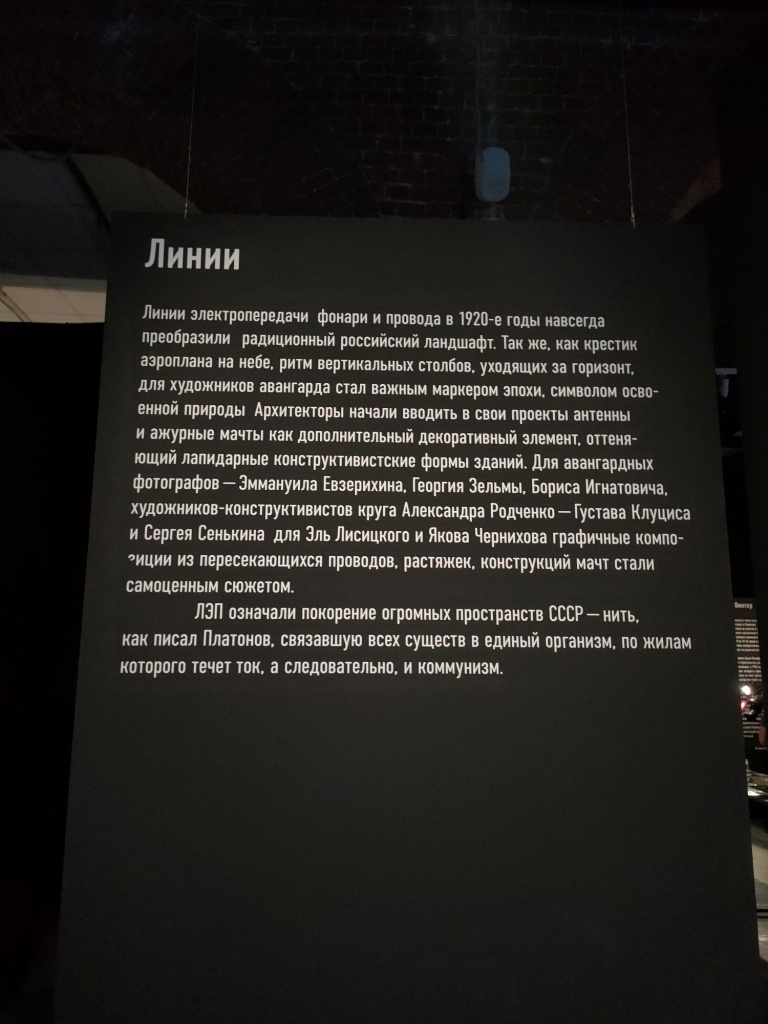 Линии
Линии электропередачи фонари и провода в 1920-е годы навсегда
преобразили радиционный российский ландшафт. Так же, как крестик
аэроплана на небе, ритм вертикальных столбов, уходящих за горизонт,
для художников авангарда стал важным маркером эпохи, символом осво-
енной природы Архитекторы начали вводить в свои проекты антенны
и ажурные мачты как дополнительный декоративный элемент, оттеня-
ющий лапидарные конструктивистские формы зданий. Для авангардных
фотографов — Эммануила Евзерихина, Георгия Зельмы, Бориса Игнатовича,
художников-конструктивистов круга Александра Родченко — Густава Клуциса
и Сергея Сенькина для Эль Лисицкого и Якова Чернихова графичные компо-
зиции из пересекающихся проводов, растяжек, конструкций мачт стали
самоценным сюжетом.
ЛЭП означали покорение огромных пространств СССР — нить,
как писал Платонов, связавшую всех существ в единый организм, по жилам
которого течет ток, а следовательно, и коммунизм.